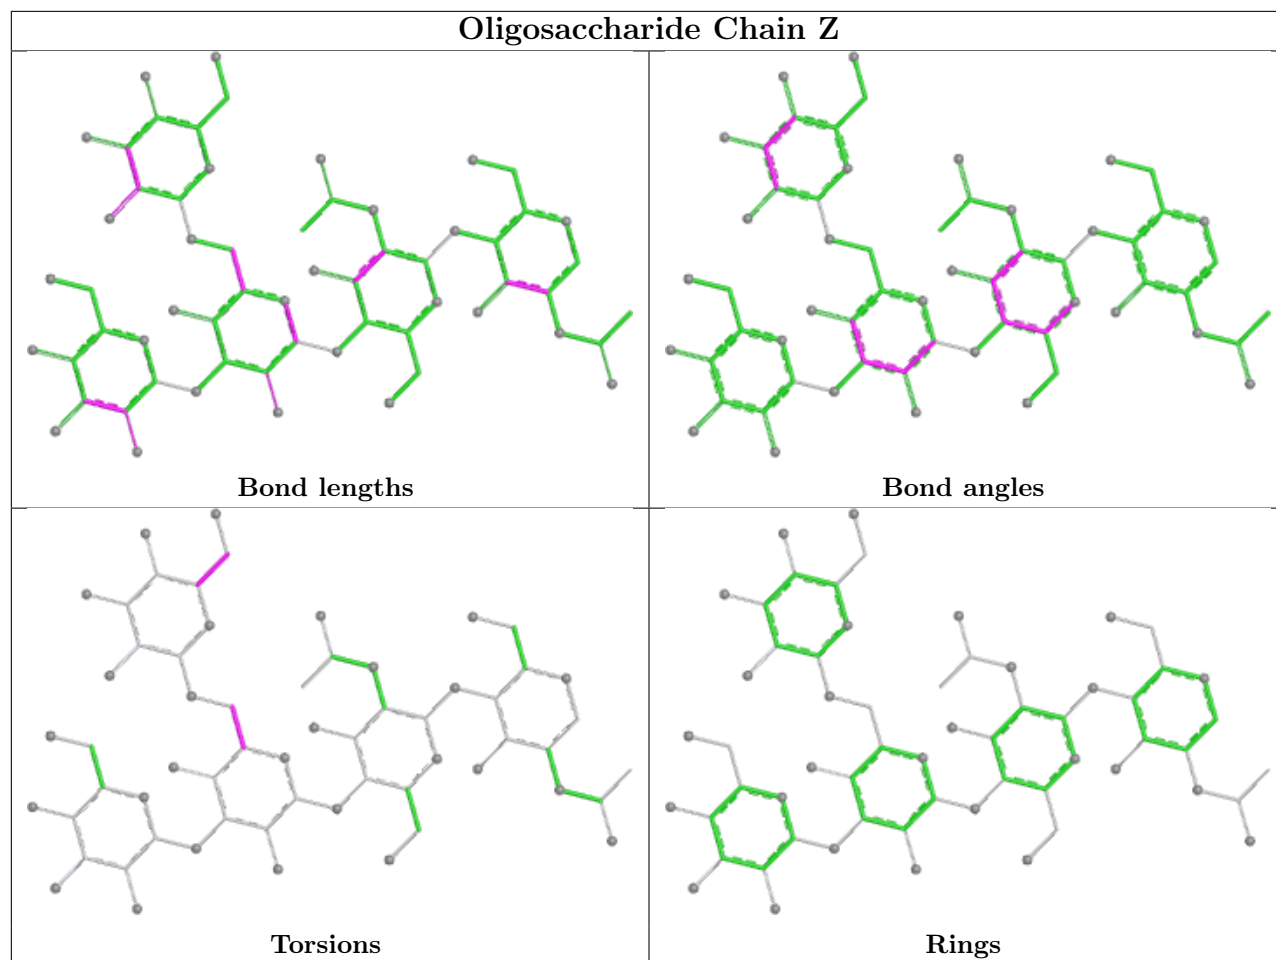 Oligosaccharide Chain Z
Bond lengths
Bond angles
Torsions
Rings